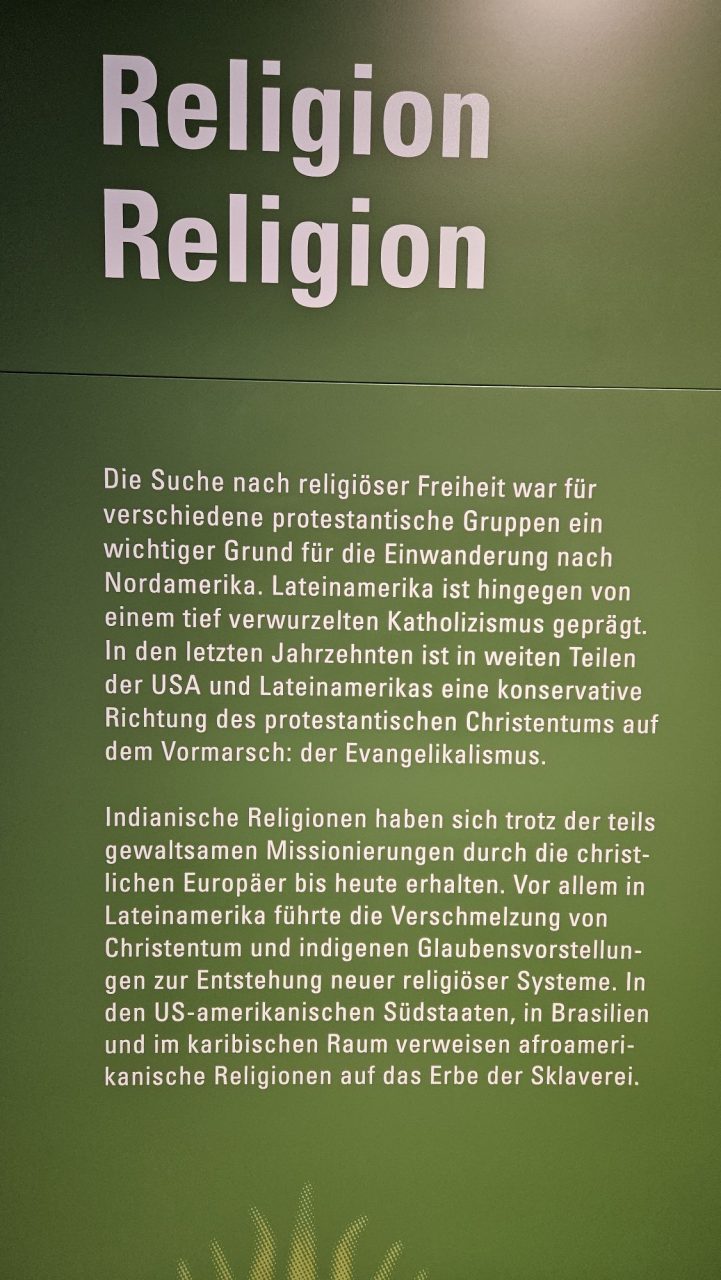 Religion
Religion
Die Suche nach religiöser Freiheit war für
verschiedene protestantische Gruppen ein
wichtiger Grund für die Einwanderung nach
Nordamerika. Lateinamerika ist hingegen von
einem tief verwurzelten Katholizismus geprägt.
In den letzten Jahrzehnten ist in weiten Teilen
der USA und Lateinamerikas eine konservative
Richtung des protestantischen Christentums auf
dem Vormarsch: der Evangelikalismus.
Indianische Religionen haben sich trotz der teils
gewaltsamen Missionierungen durch die christ-
lichen Europäer bis heute erhalten. Vor allem in
Lateinamerika führte die Verschmelzung von
Christentum und indigenen Glaubensvorstellun-
gen zur Entstehung neuer religiöser Systeme. In
den US-amerikanischen Südstaaten, in Brasilien
und im karibischen Raum verweisen afroameri-
kanische Religionen auf das Erbe der Sklaverei.